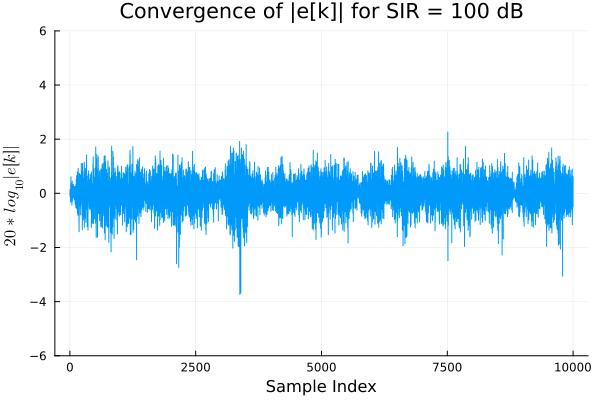 Convergence of |e[k]| for SIR = 100 dB
6
4
2
0
−2
−4
−6
20 * log₁₀|e[k]|
0 2500 5000 7500 10000
Sample Index